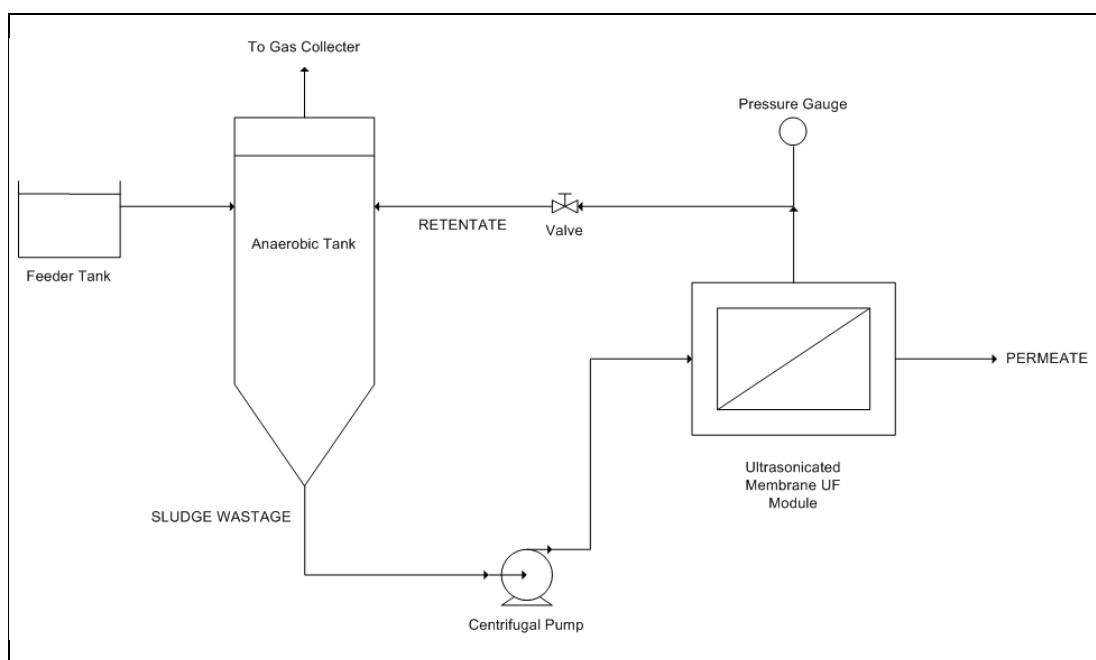 To Gas Collecter
Pressure Gauge
Anaerobic Tank
RETENTATE
Valve
Feeder Tank
PERMEATE
Ultrasonicated
Membrane UF
Module
SLUDGE WASTAGE
Centrifugal Pump